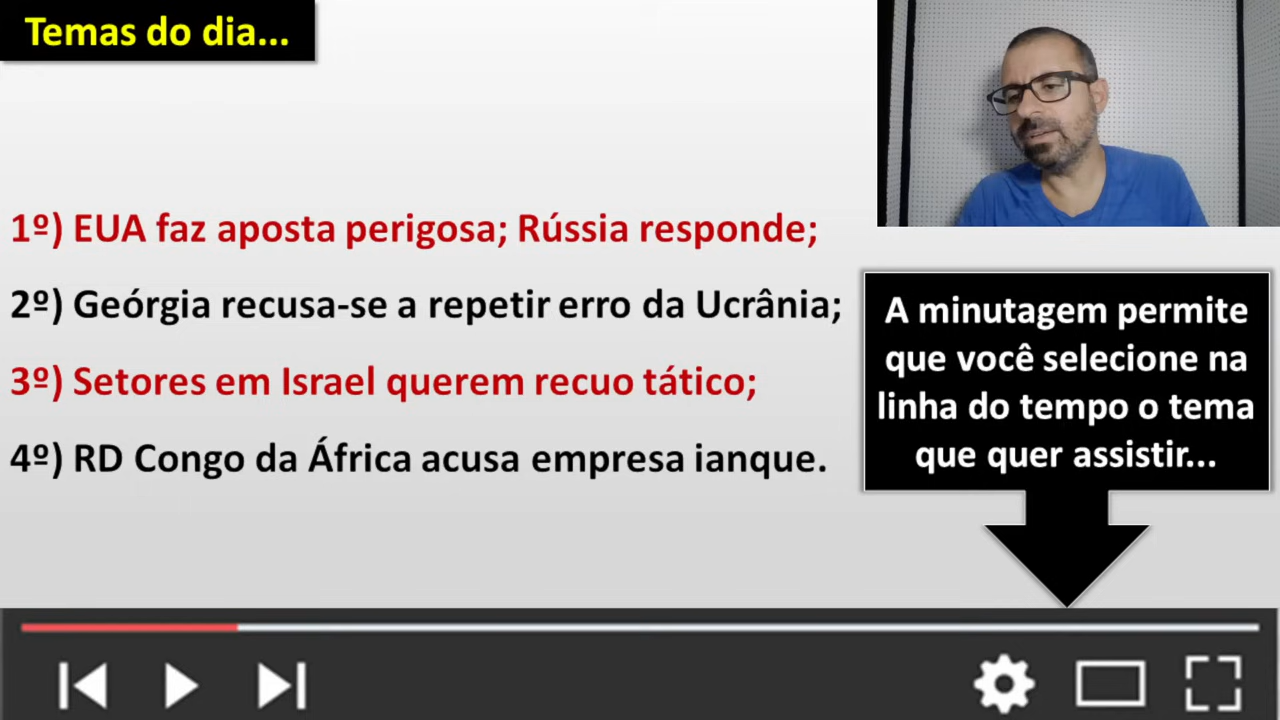 Temas do dia...
1º) EUA faz aposta perigosa; Rússia responde;
2º) Geórgia recusa-se a repetir erro da Ucrânia;
3º) Setores em Israel querem recuo tático;
4º) RD Congo da África acusa empresa ianque.
A minutagem permite
que você selecione na
linha do tempo o tema
que quer assistir...